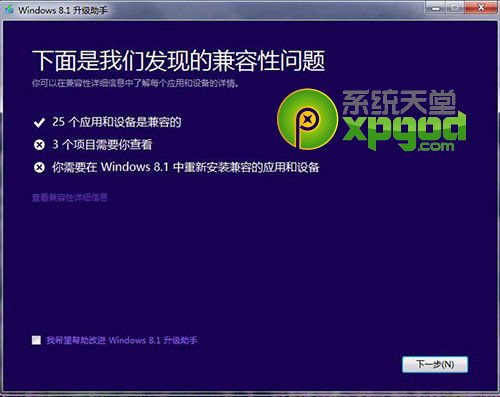 Windows 8.1 升级助手
下面是我们发现的兼容性问题
你可以在兼容性详细信息中了解每个应用和设备的详情。
25 个应用和设备是兼容的
3 个项目需要你查看
你需要在 Windows 8.1 中重新安装兼容的应用和设备
查看兼容性详细信息
系统天堂
xpgod.com
我希望帮助改进 Windows 8.1 升级助手
下一步(N)